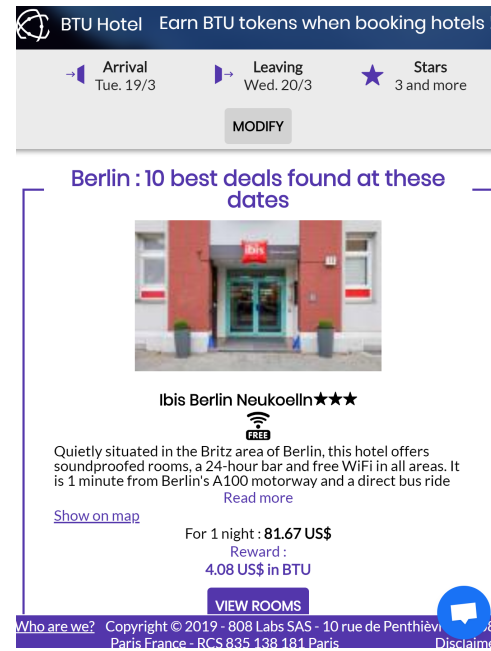 BTU Hotel Earn BTU tokens when booking hotels
Arrival Leaving Stars
Tue. 19/3 Wed. 20/3 3 and more
MODIFY
Berlin : 10 best deals found at these
dates
ibis
Ibis Berlin Neukoelln★★★
FREE
Quietly situated in the Britz area of Berlin, this hotel offers
soundproofed rooms, a 24-hour bar and free WiFi in all areas. It
is 1 minute from Berlin's A100 motorway and a direct bus ride
Read more
Show on map
For 1 night : 81.67 US$
Reward :
4.08 US$ in BTU
VIEW ROOMS
Who are we? Copyright © 2019 - 808 Labs SAS - 10 rue de Penthièv
Paris France - RCS 835 138 181 Paris Disclaime